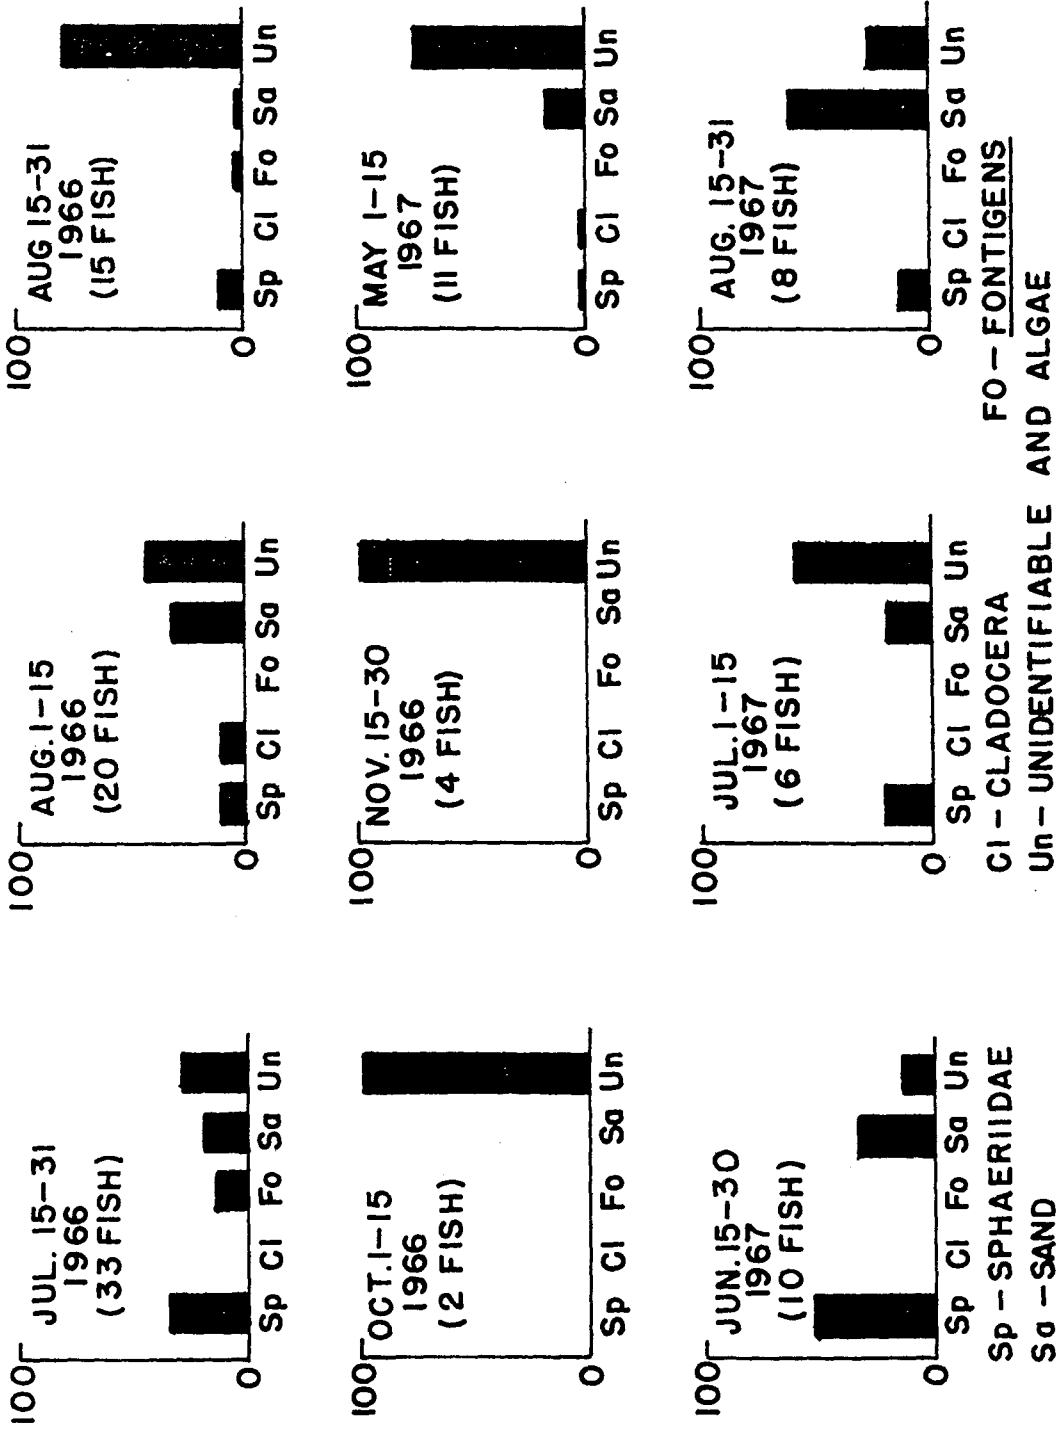 100
JUL. 15-31
1966
(33 FISH)
0
Sp Cl Fo Sa Un
100
AUG. 1-15
1966
(20 FISH)
0
Sp Cl Fo Sa Un
100
AUG 15-31
1966
(15 FISH)
0
Sp Cl Fo Sa Un
100
OCT. 1-15
1966
(2 FISH)
0
Sp Cl Fo Sa Un
100
NOV. 15-30
1966
(4 FISH)
0
Sp Cl Fo Sa Un
100
MAY 1-15
1967
(11 FISH)
0
Sp Cl Fo Sa Un
100
JUN. 15-30
1967
(10 FISH)
0
Sp Cl Fo Sa Un
100
JUL. 1-15
1967
(6 FISH)
0
Sp Cl Fo Sa Un
100
AUG. 15-31
1967
(8 FISH)
0
Sp Cl Fo Sa Un
Sp - SPHAERIIDAE Cl - CLADOCERA FO - FONTIGENS
Sa - SAND Un - UNIDENTIFIABLE AND ALGAE